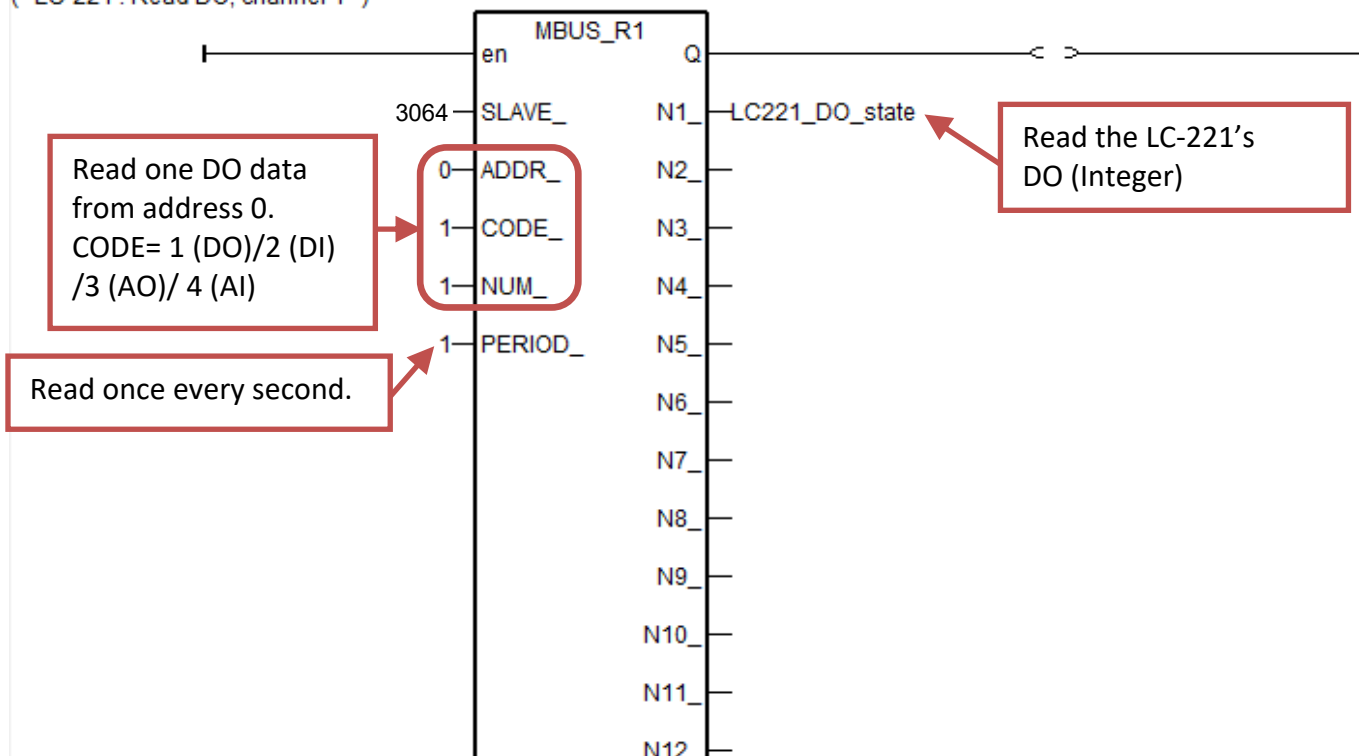 MBUS_R1
en Q
3064 SLAVE_ N1_ LC221_DO_state
0 ADDR_ N2_
1 CODE_ N3_
1 NUM_ N4_
1 PERIOD_ N5_
N6_
N7_
N8_
N9_
N10_
N11_
N12
Read one DO data
from address 0.
CODE= 1 (DO)/2 (DI)
/3 (AO)/ 4 (AI)
Read once every second.
Read the LC-221’s
DO (Integer)